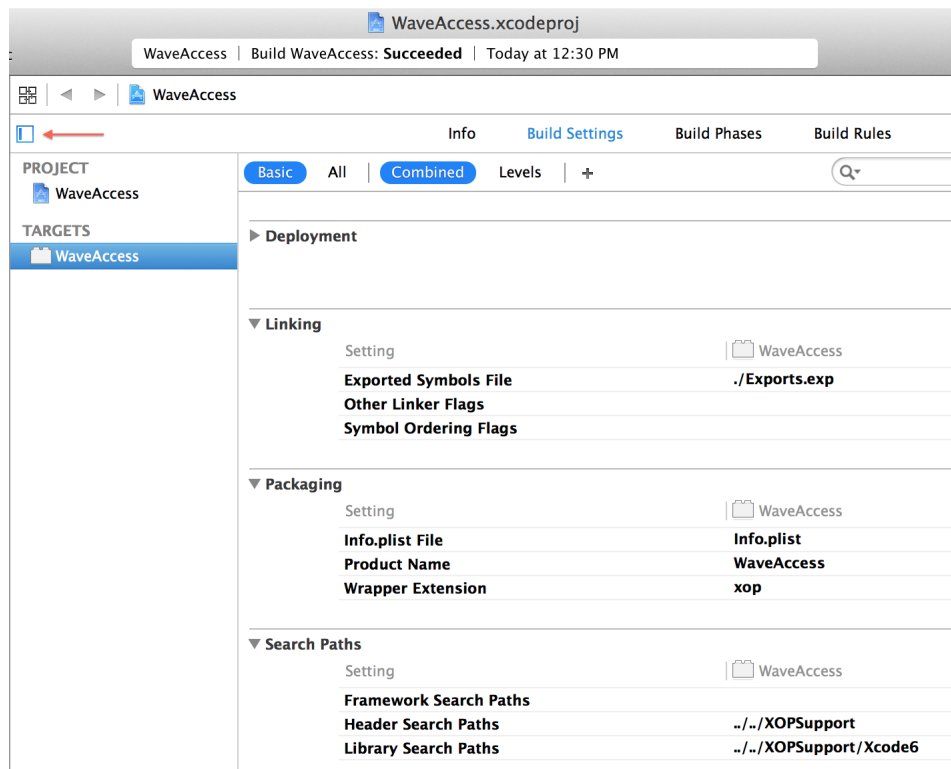 WaveAccess.xcodeproj
WaveAccess | Build WaveAccess: Succeeded | Today at 12:30 PM
WaveAccess
Info Build Settings Build Phases Build Rules
PROJECT
WaveAccess
TARGETS
WaveAccess
Basic All Combined Levels +
Deployment
Linking
Setting WaveAccess
Exported Symbols File ./Exports.exp
Other Linker Flags
Symbol Ordering Flags
Packaging
Setting WaveAccess
Info.plist File Info.plist
Product Name WaveAccess
Wrapper Extension xop
Search Paths
Setting WaveAccess
Framework Search Paths
Header Search Paths ../../XOPSupport
Library Search Paths ../../XOPSupport/Xcode6